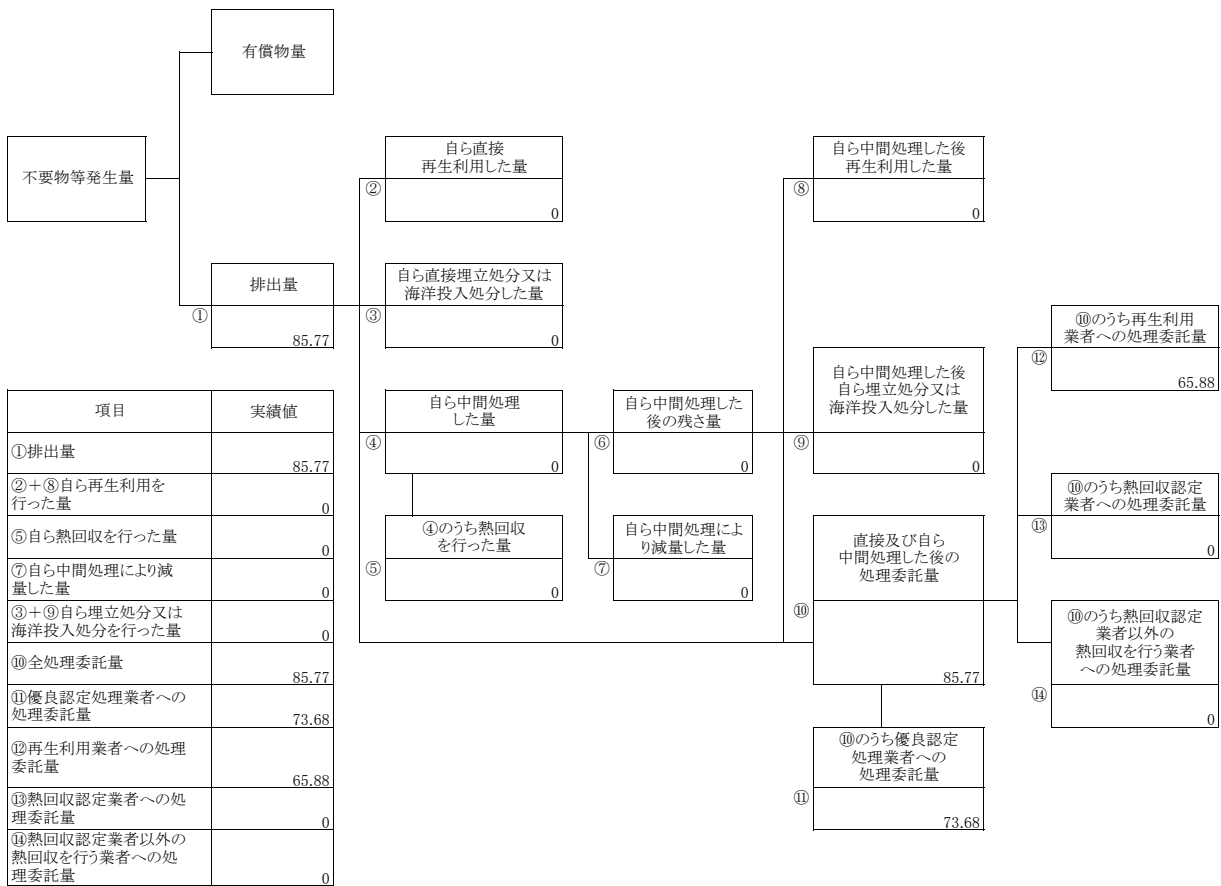 有償物量
不要物等発生量
自ら直接
再生利用した量
②
0
自ら中間処理した後
再生利用した量
⑧
0
排出量
①
85.77
自ら直接埋立処分又は
海洋投入処分した量
③
0
⑩のうち再生利用
業者への処理委託量
⑫
65.88
自ら中間処理
した量
④
0
自ら中間処理した
後の残さ量
⑥
0
自ら中間処理した後
自ら埋立処分又は
海洋投入処分した量
⑨
0
⑩のうち熱回収認定
業者への処理委託量
⑬
0
④のうち熱回収
を行った量
⑤
0
自ら中間処理によ
り減量した量
⑦
0
直接及び自ら
中間処理した後の
処理委託量
⑩
85.77
⑩のうち熱回収認定
業者以外の
熱回収を行う業者
への処理委託量
⑭
0
⑩のうち優良認定
処理業者への
処理委託量
⑪
73.68
項目 実績値
①排出量
85.77
②+⑧自ら再生利用を
行った量
0
⑤自ら熱回収を行った量
0
⑦自ら中間処理により減
量した量
0
③+⑨自ら埋立処分又は
海洋投入処分を行った量
0
⑩全処理委託量
85.77
⑪優良認定処理業者への
処理委託量
73.68
⑫再生利用業者への処理
委託量
65.88
⑬熱回収認定業者への処
理委託量
0
⑭熱回収認定業者以外の
熱回収を行う業者への処
理委託量
0